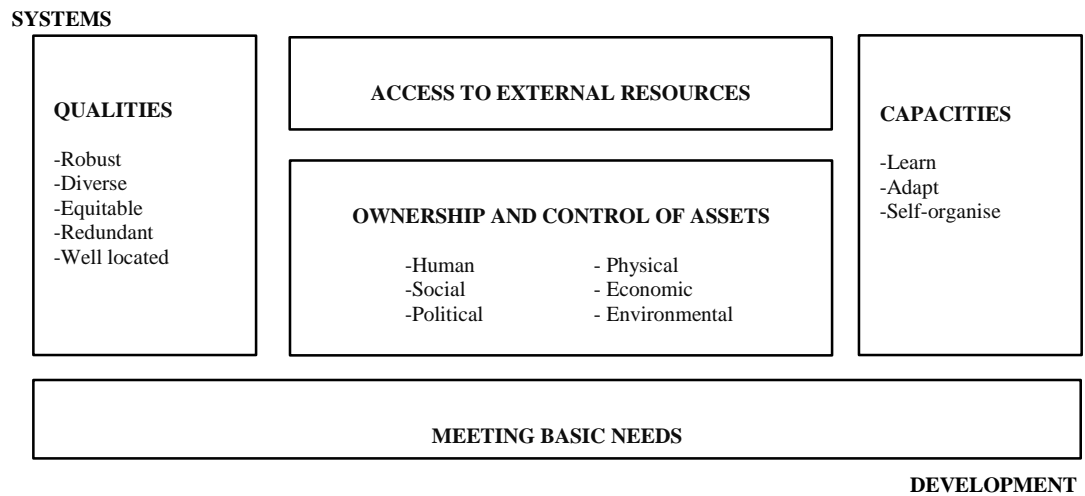 SYSTEMS
QUALITIES
-Robust
-Diverse
-Equitable
-Redundant
-Well located
ACCESS TO EXTERNAL RESOURCES
OWNERSHIP AND CONTROL OF ASSETS
-Human - Physical
-Social - Economic
-Political - Environmental
CAPACITIES
-Learn
-Adapt
-Self-organise
MEETING BASIC NEEDS
DEVELOPMENT